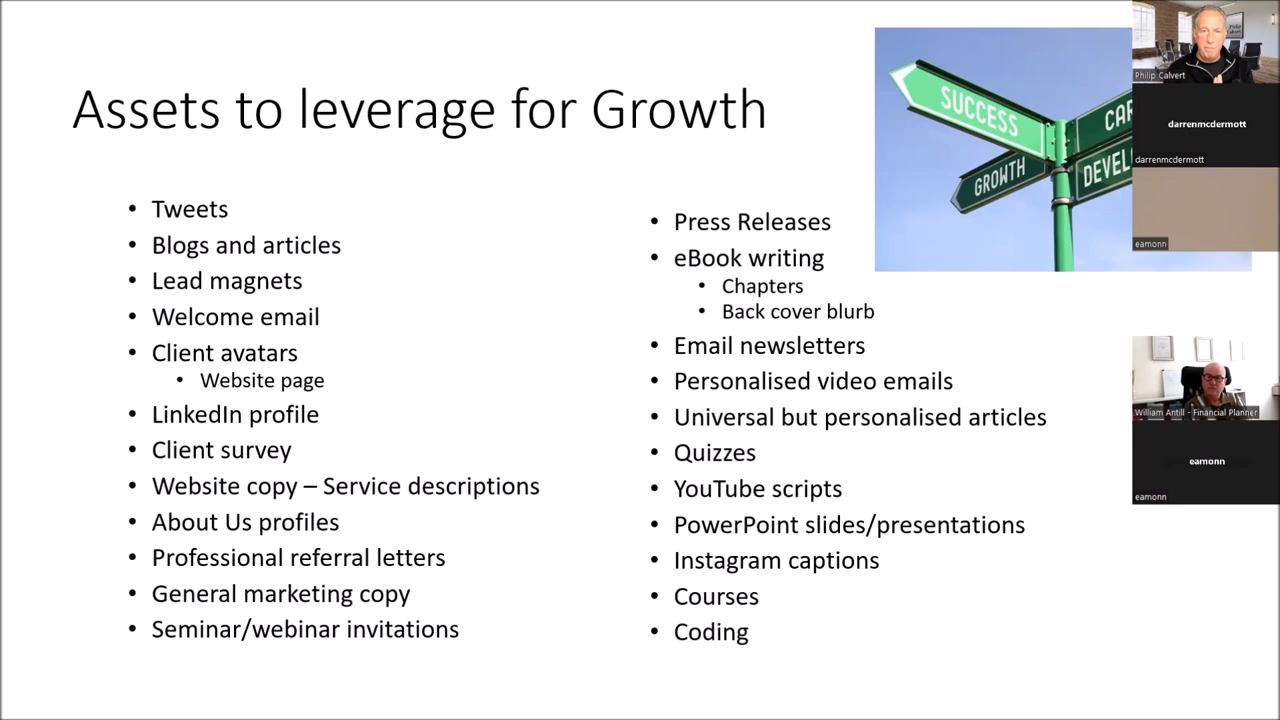 Assets to leverage for Growth
• Tweets
• Blogs and articles
• Lead magnets
• Welcome email
• Client avatars
• Website page
• LinkedIn profile
• Client survey
• Website copy – Service descriptions
• About Us profiles
• Professional referral letters
• General marketing copy
• Seminar/webinar invitations
• Press Releases
• eBook writing
• Chapters
• Back cover blurb
• Email newsletters
• Personalised video emails
• Universal but personalised articles
• Quizzes
• YouTube scripts
• PowerPoint slides/presentations
• Instagram captions
• Courses
• Coding
SUCCESS
GROWTH
CAR
DEVEL
Philip Calvert
darrenmcdermott
darrenmcdermott
eamonn
William Antill - Financial Planner
eamonn
eamonn